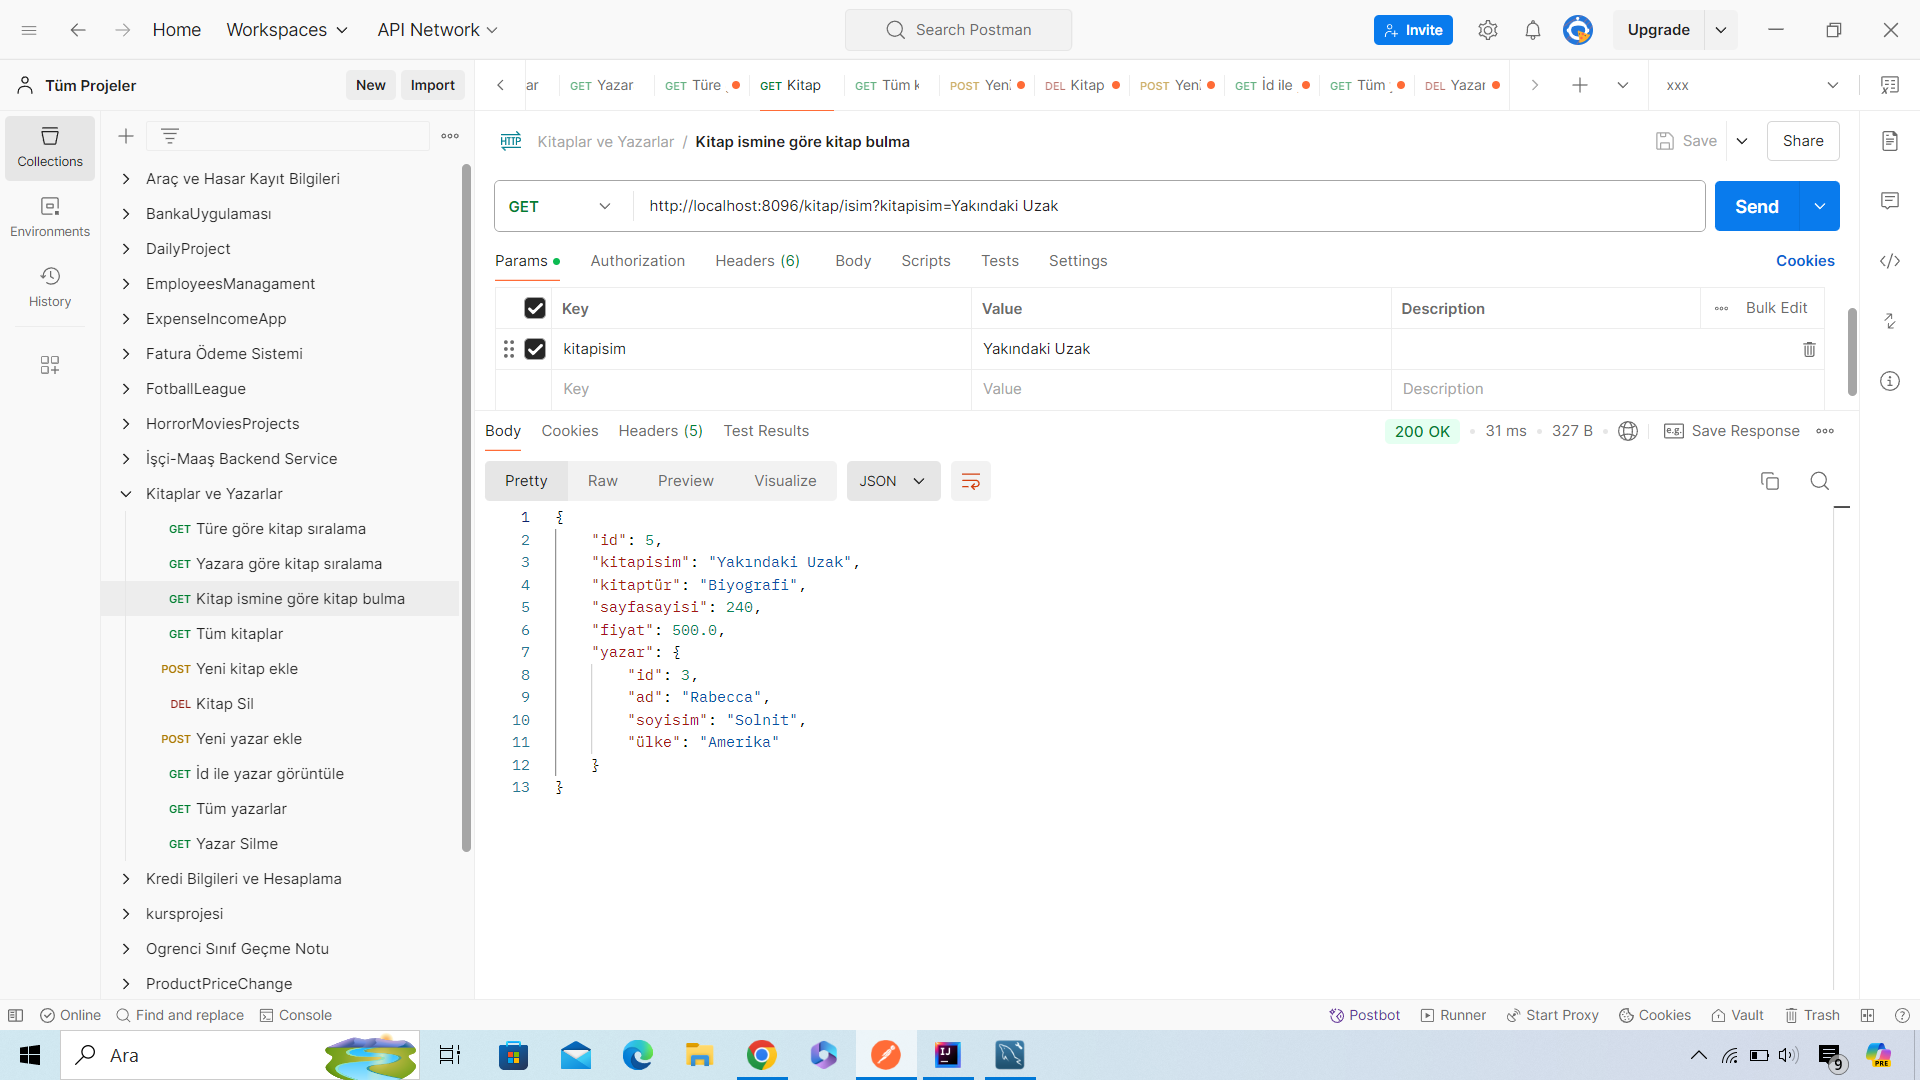 Home
Workspaces
API Network
Search Postman
Invite
Upgrade
Tüm Projeler
New
Import
ar
GET Yazar
GET Türe
GET Kitap
GET Tüm k
POST Yeni
DEL Kitap
POST Yeni
GET İd ile
GET Tüm
DEL Yazar
xxx
Collections
Environments
History
Araç ve Hasar Kayıt Bilgileri
BankaUygulaması
DailyProject
EmployeesManagament
ExpenseIncomeApp
Fatura Ödeme Sistemi
FotballLeague
HorrorMoviesProjects
İşçi-Maaş Backend Service
Kitaplar ve Yazarlar
GET Türe göre kitap sıralama
GET Yazara göre kitap sıralama
GET Kitap ismine göre kitap bulma
GET Tüm kitaplar
POST Yeni kitap ekle
DEL Kitap Sil
POST Yeni yazar ekle
GET İd ile yazar görüntüle
GET Tüm yazarlar
GET Yazar Silme
Kredi Bilgileri ve Hesaplama
kursprojesi
Ogrenci Sınıf Geçme Notu
ProductPriceChange
HTTP Kitaplar ve Yazarlar / Kitap ismine göre kitap bulma
Save
Share
GET
http://localhost:8096/kitap/isim?kitapisim=Yakındaki Uzak
Send
Params
Authorization
Headers (6)
Body
Scripts
Tests
Settings
Cookies
Key
Value
Description
Bulk Edit
kitapisim
Yakındaki Uzak
Key
Value
Description
Body
Cookies
Headers (5)
Test Results
200 OK
31 ms
327 B
e.g. Save Response
Pretty
Raw
Preview
Visualize
JSON
1 {
2 "id": 5,
3 "kitapisim": "Yakındaki Uzak",
4 "kitaptür": "Biyografi",
5 "sayfasayisi": 240,
6 "fiyat": 500.0,
7 "yazar": {
8 "id": 3,
9 "ad": "Rabecca",
10 "soyisim": "Solnit",
11 "ülke": "Amerika"
12 }
13 }
Online
Find and replace
Console
Postbot
Runner
Start Proxy
Cookies
Vault
Trash
Ara
IJ
9
PRE